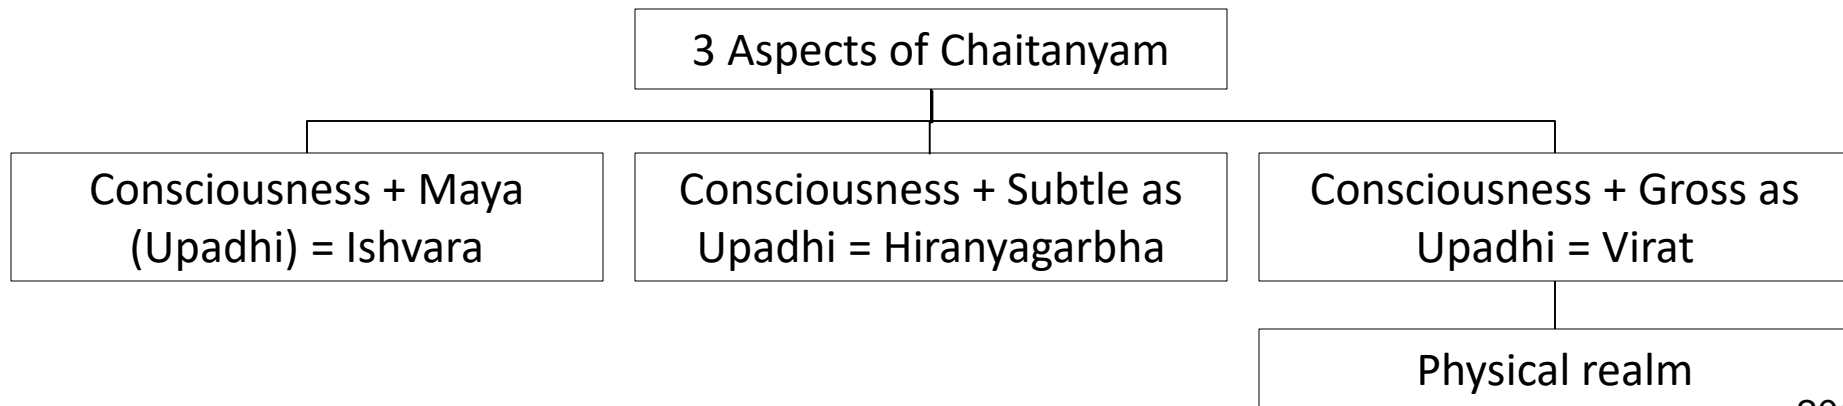 3 Aspects of Chaitanyam
Consciousness + Maya
(Upadhi) = Ishvara
Consciousness + Subtle as
Upadhi = Hiranyagarbha
Consciousness + Gross as
Upadhi = Virat
Physical realm